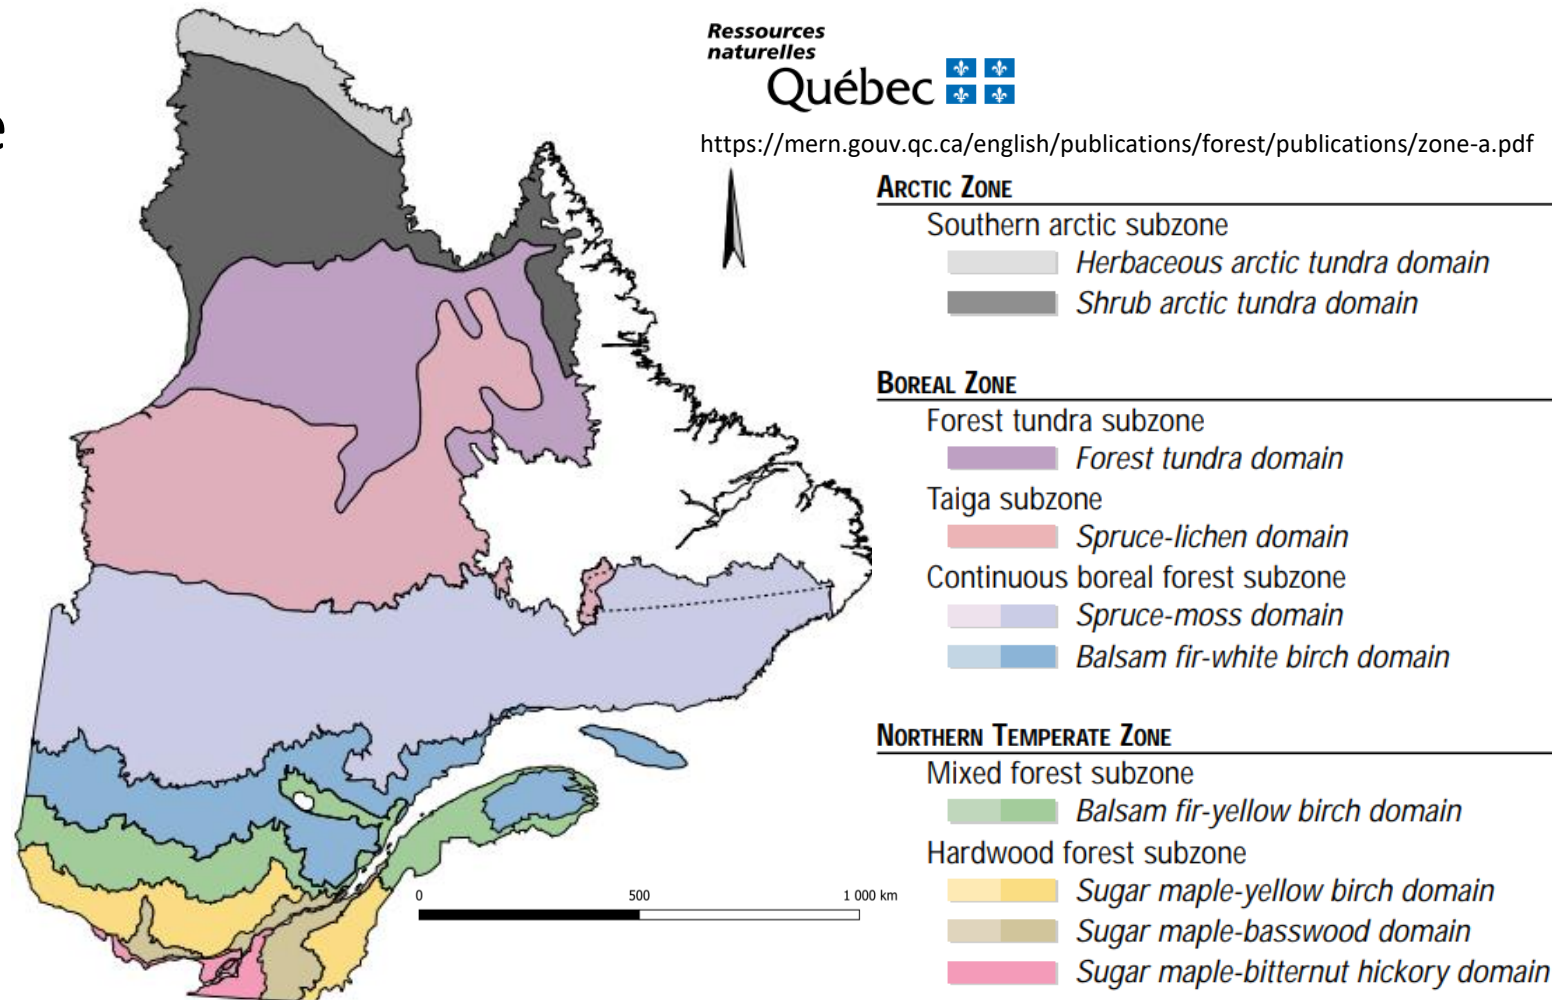 e
Ressources
naturelles
Québec
https://mern.gouv.qc.ca/english/publications/forest/publications/zone-a.pdf
ARCTIC ZONE
Southern arctic subzone
Herbaceous arctic tundra domain
Shrub arctic tundra domain
BOREAL ZONE
Forest tundra subzone
Forest tundra domain
Taiga subzone
Spruce-lichen domain
Continuous boreal forest subzone
Spruce-moss domain
Balsam fir-white birch domain
NORTHERN TEMPERATE ZONE
Mixed forest subzone
Balsam fir-yellow birch domain
Hardwood forest subzone
Sugar maple-yellow birch domain
Sugar maple-basswood domain
Sugar maple-bitternut hickory domain
0 500 1 000 km